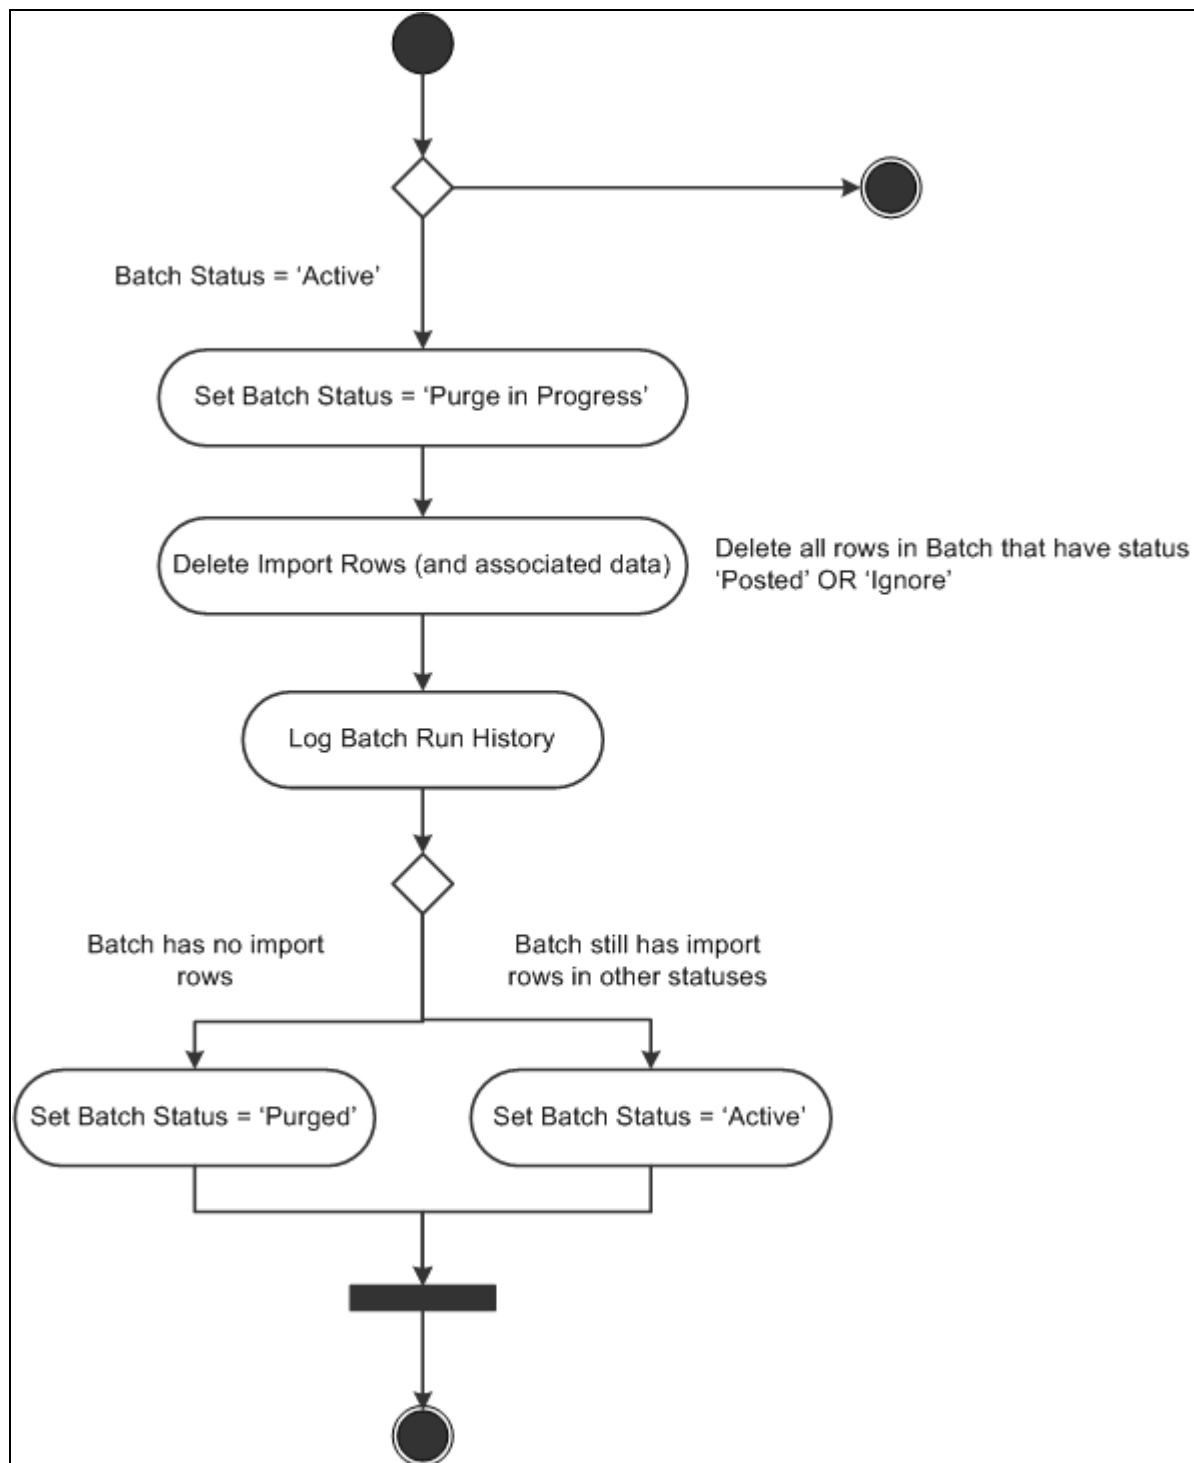 Batch Status = ‘Active’
Set Batch Status = ‘Purge in Progress’
Delete Import Rows (and associated data)
Delete all rows in Batch that have status
‘Posted’ OR ‘Ignore’
Log Batch Run History
Batch has no import
rows
Batch still has import
rows in other statuses
Set Batch Status = ‘Purged’
Set Batch Status = ‘Active’